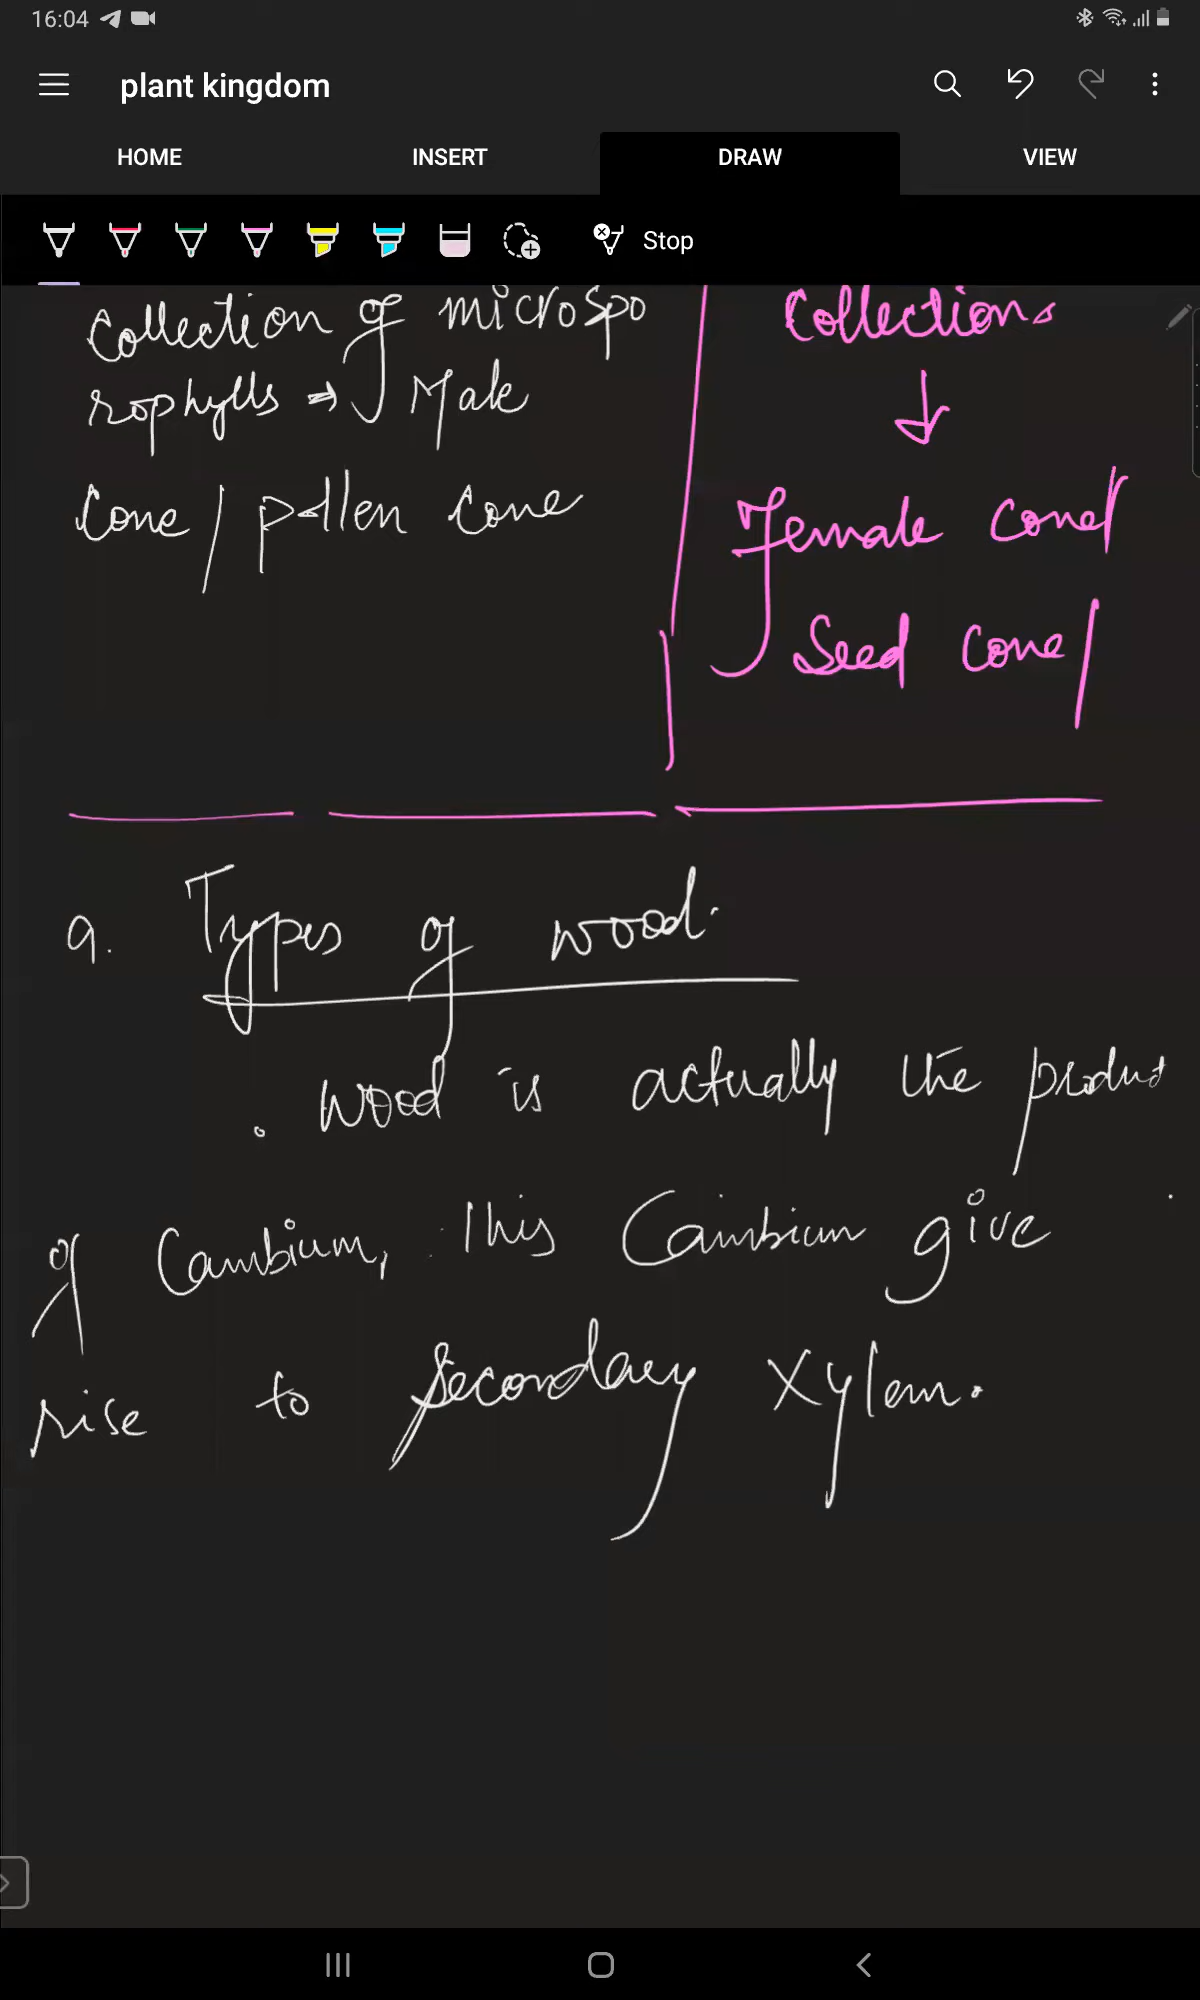 16:04
plant kingdom
HOME INSERT DRAW VIEW
Stop
Collection of microspo
rophylls ⇒ Male
Cone / pollen cone
Collections
↓
Female cone/
Seed cone/
9. Types of wood.
. Wood is actually the product
of Cambium, This Cambium give
rise to Secondary Xylem.